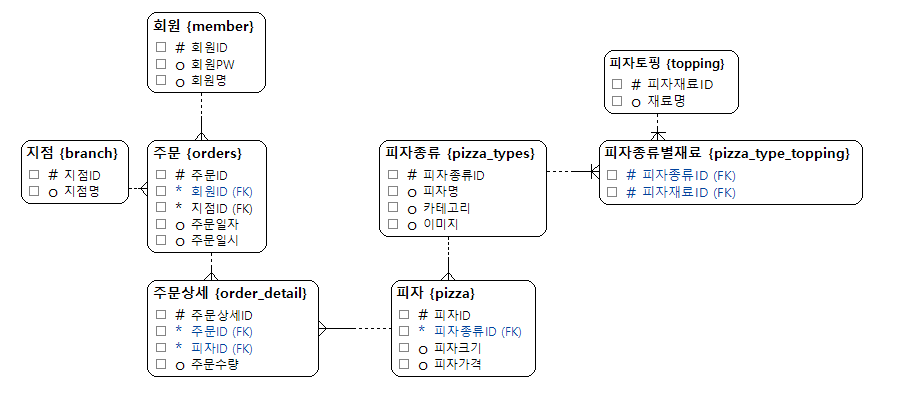 회원 {member}
# 회원ID
o 회원PW
o 회원명
피자토핑 {topping}
# 피자재료ID
o 재료명
지점 {branch}
# 지점ID
o 지점명
주문 {orders}
# 주문ID
* 회원ID (FK)
* 지점ID (FK)
o 주문일자
o 주문일시
피자종류 {pizza_types}
# 피자종류ID
o 피자명
o 카테고리
o 이미지
피자종류별재료 {pizza_type_topping}
# 피자종류ID (FK)
# 피자재료ID (FK)
주문상세 {order_detail}
# 주문상세ID
* 주문ID (FK)
* 피자ID (FK)
o 주문수량
피자 {pizza}
# 피자ID
* 피자종류ID (FK)
o 피자크기
o 피자가격